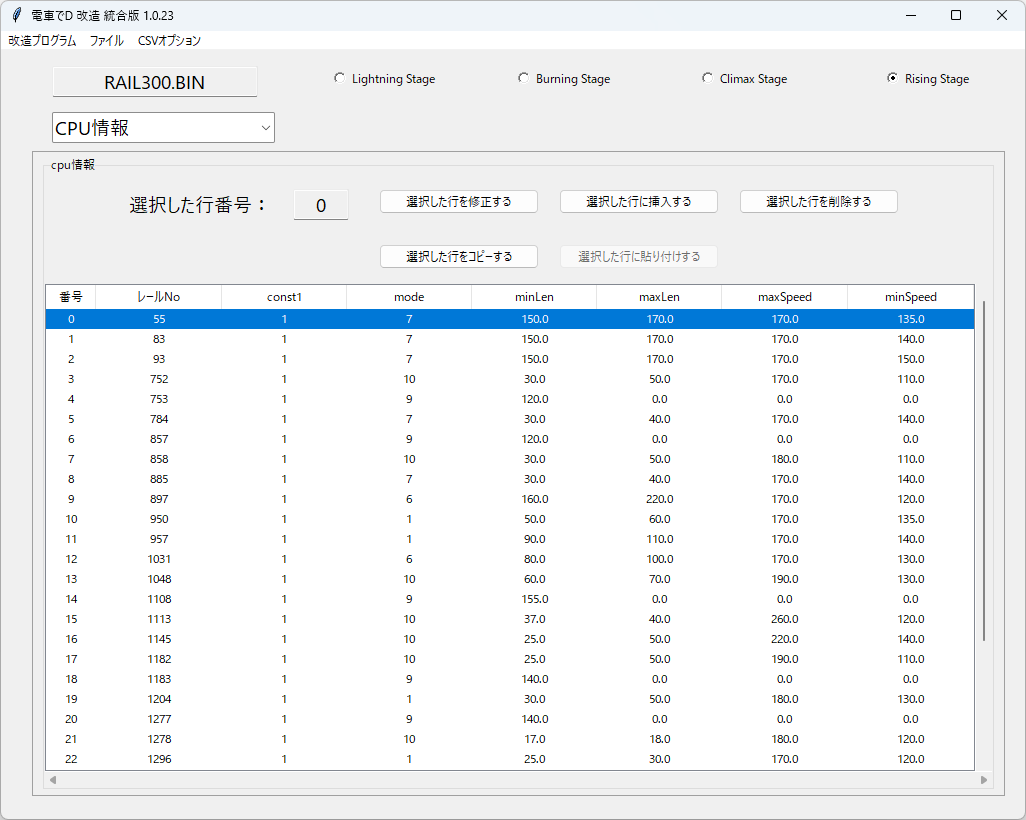 電車でD 改造 統合版 1.0.23
改造プログラム ファイル CSVオプション
RAIL300.BIN Lightning Stage Burning Stage Climax Stage Rising Stage
CPU情報
cpu情報
選択した行番号： 0 選択した行を修正する 選択した行に挿入する 選択した行を削除する
選択した行をコピーする 選択した行に貼り付けする
番号 レールNo const1 mode minLen maxLen maxSpeed minSpeed
0 55 1 7 150.0 170.0 170.0 135.0
1 83 1 7 150.0 170.0 170.0 140.0
2 93 1 7 150.0 170.0 170.0 150.0
3 752 1 10 30.0 50.0 170.0 110.0
4 753 1 9 120.0 0.0 0.0 0.0
5 784 1 7 30.0 40.0 170.0 140.0
6 857 1 9 120.0 0.0 0.0 0.0
7 858 1 10 30.0 50.0 180.0 110.0
8 885 1 7 30.0 40.0 170.0 140.0
9 897 1 6 160.0 220.0 170.0 120.0
10 950 1 1 50.0 60.0 170.0 135.0
11 957 1 1 90.0 110.0 170.0 140.0
12 1031 1 6 80.0 100.0 170.0 130.0
13 1048 1 10 60.0 70.0 190.0 130.0
14 1108 1 9 155.0 0.0 0.0 0.0
15 1113 1 10 37.0 40.0 260.0 120.0
16 1145 1 10 25.0 50.0 220.0 140.0
17 1182 1 10 25.0 50.0 190.0 110.0
18 1183 1 9 140.0 0.0 0.0 0.0
19 1204 1 1 30.0 50.0 180.0 130.0
20 1277 1 9 140.0 0.0 0.0 0.0
21 1278 1 10 17.0 18.0 180.0 120.0
22 1296 1 1 25.0 30.0 170.0 120.0